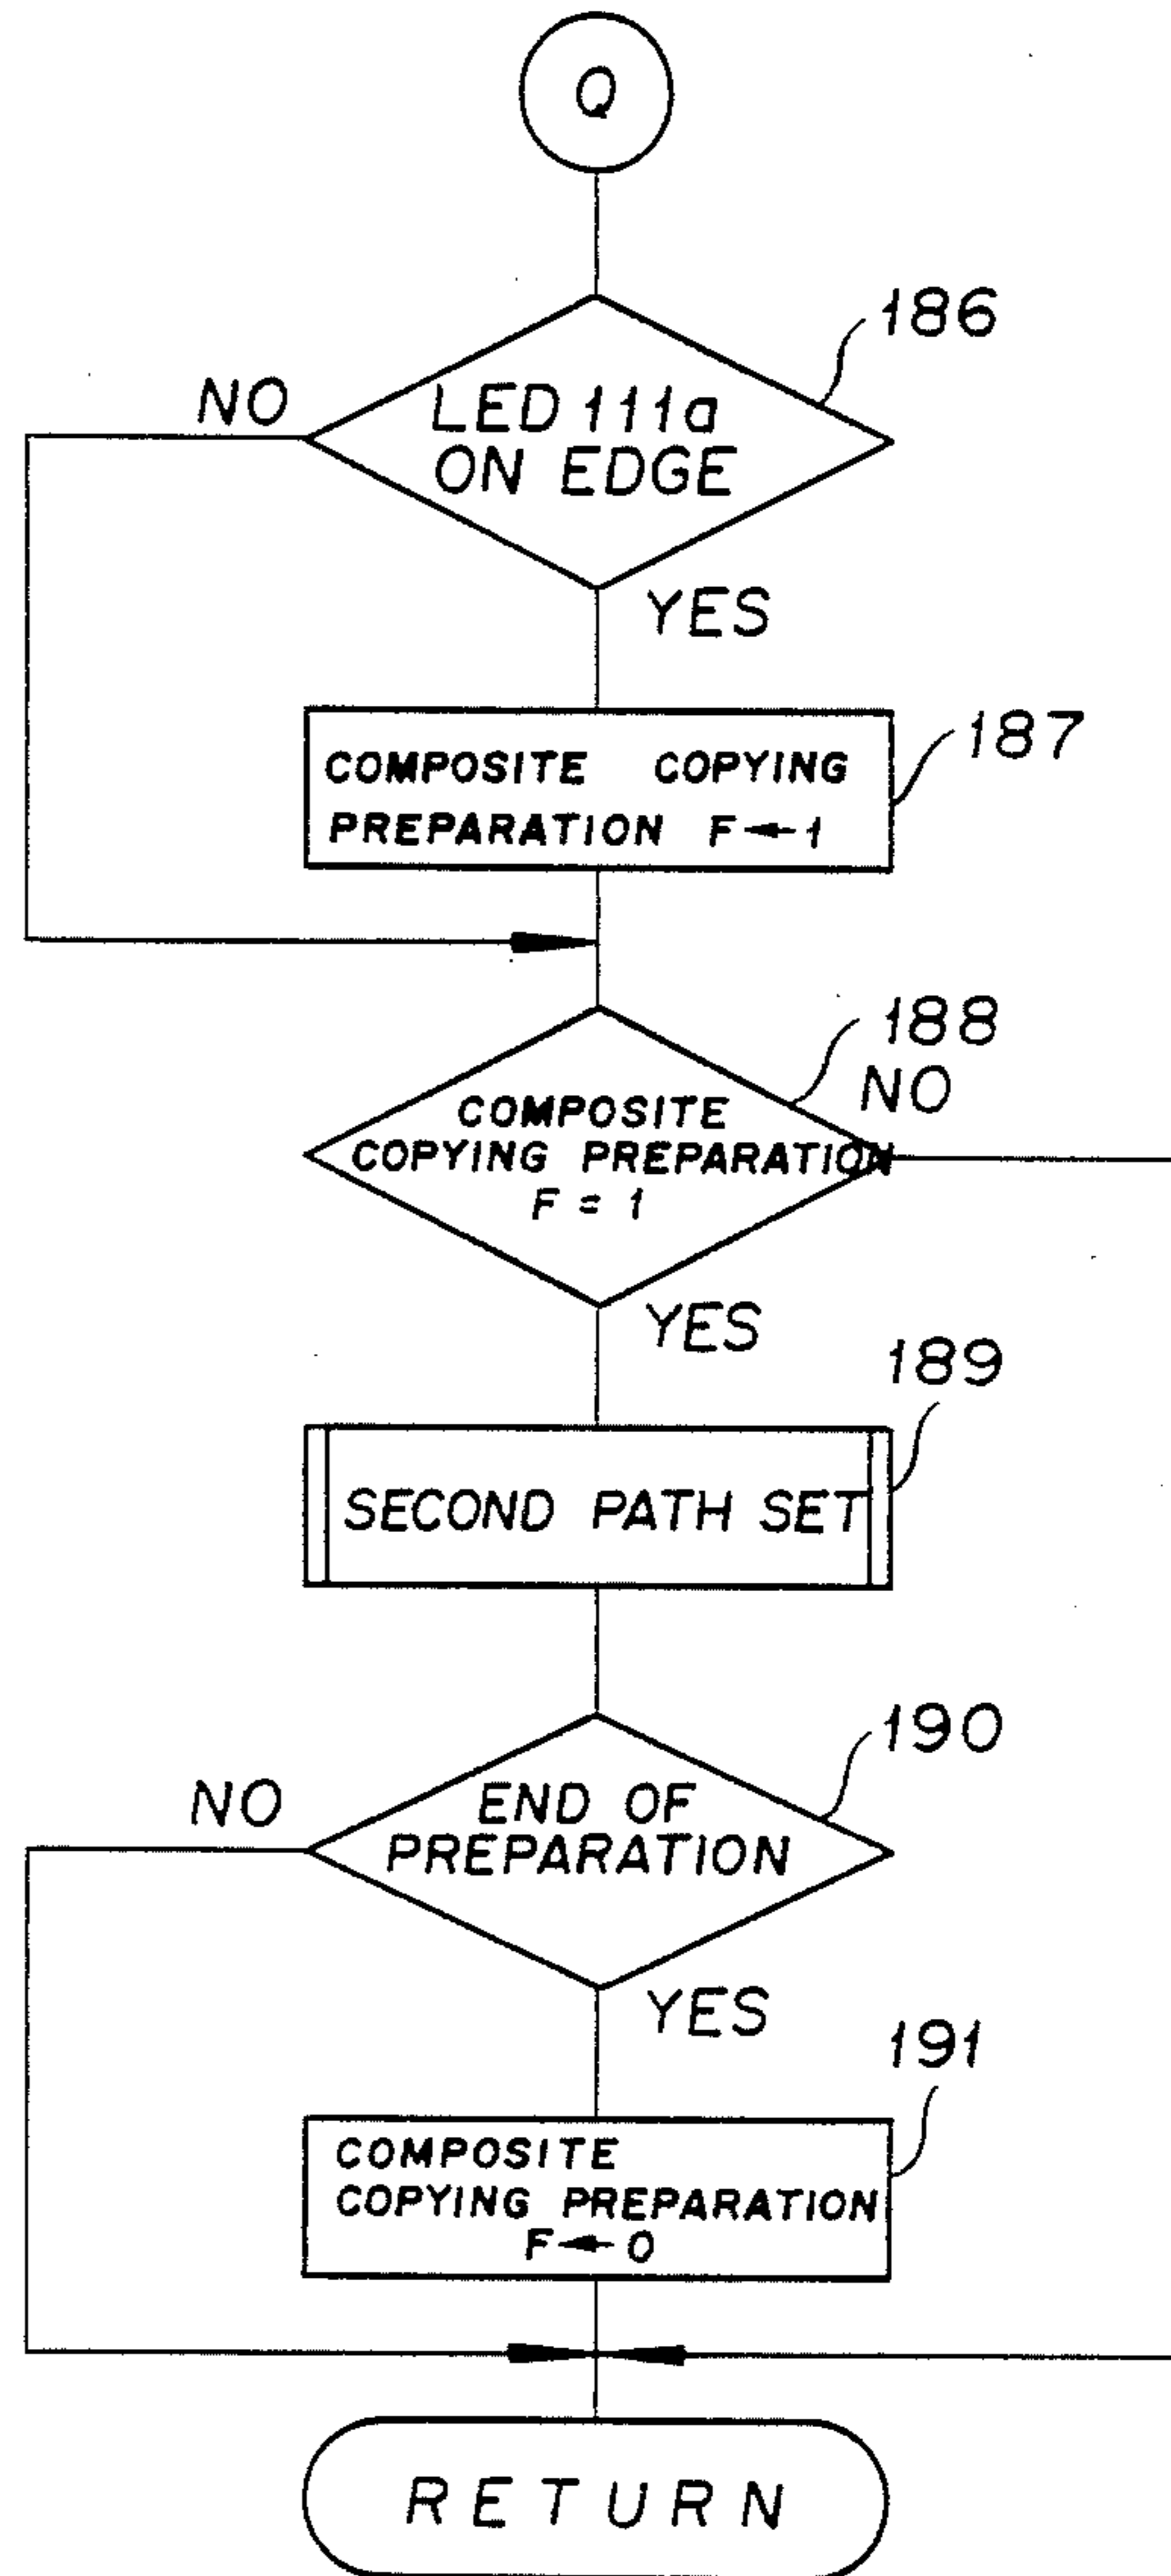 Q
186
NO
LED 111a
ON EDGE
YES
187
COMPOSITE COPYING
PREPARATION F←1
188
NO
COMPOSITE
COPYING PREPARATION
F = 1
YES
189
SECOND PATH SET
190
NO
END OF
PREPARATION
YES
191
COMPOSITE
COPYING PREPARATION
F←0
RETURN